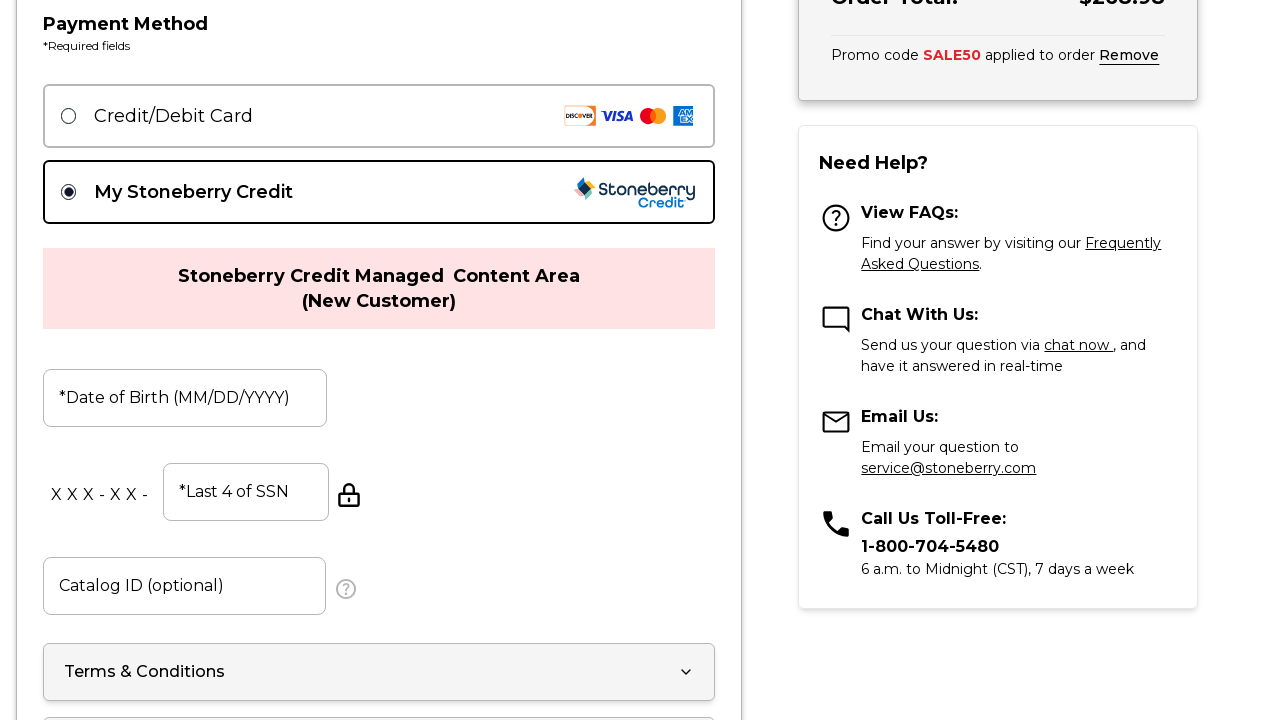 Payment Method
*Required fields
Credit/Debit Card
DISCOVER VISA AMEX
My Stoneberry Credit
Stoneberry
Credit
Stoneberry Credit Managed Content Area
(New Customer)
*Date of Birth (MM/DD/YYYY)
XXX-XX-
*Last 4 of SSN
Catalog ID (optional)
Terms & Conditions
Promo code SALE50 applied to order Remove
Need Help?
View FAQs:
Find your answer by visiting our Frequently
Asked Questions.
Chat With Us:
Send us your question via chat now , and
have it answered in real-time
Email Us:
Email your question to
service@stoneberry.com
Call Us Toll-Free:
1-800-704-5480
6 a.m. to Midnight (CST), 7 days a week